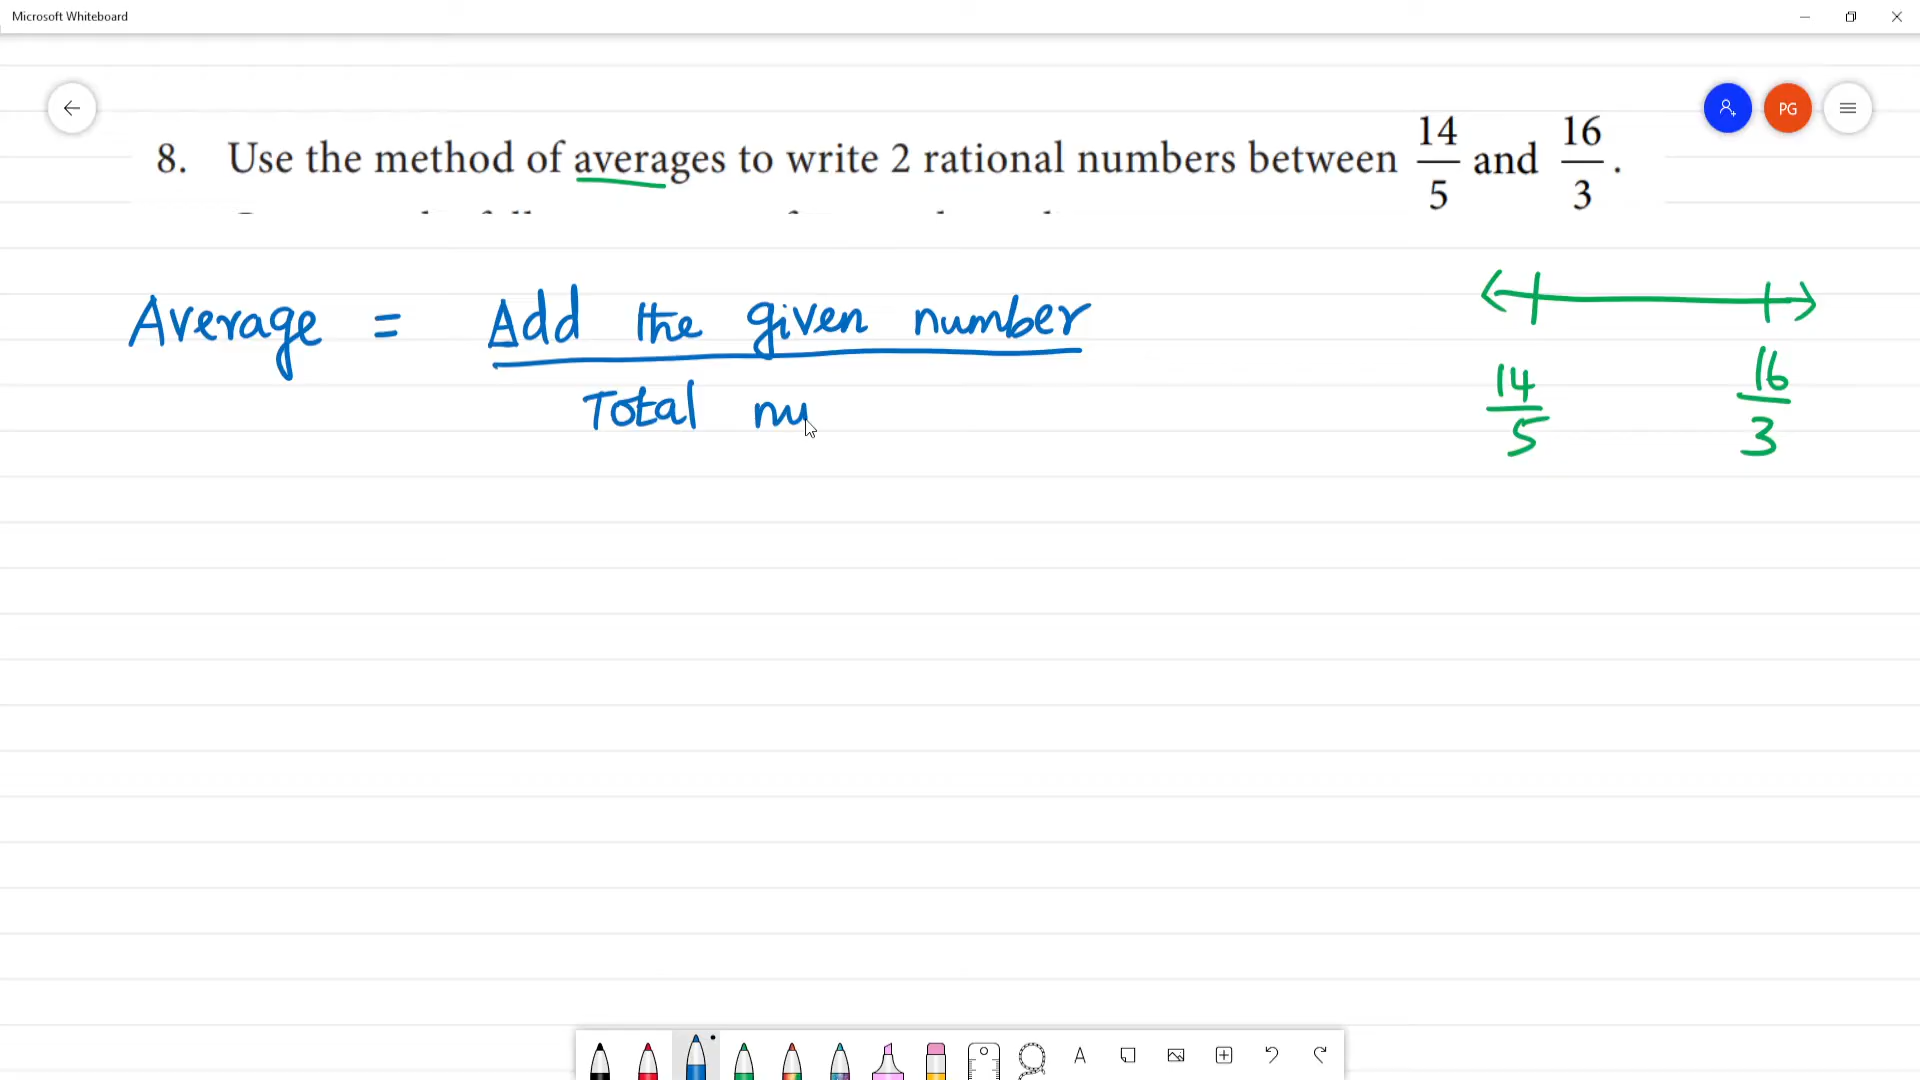 Microsoft Whiteboard
PG
8. Use the method of averages to write 2 rational numbers between 14/5 and 16/3.
Average = Add the given number
Total nu
14 16
5 3
A